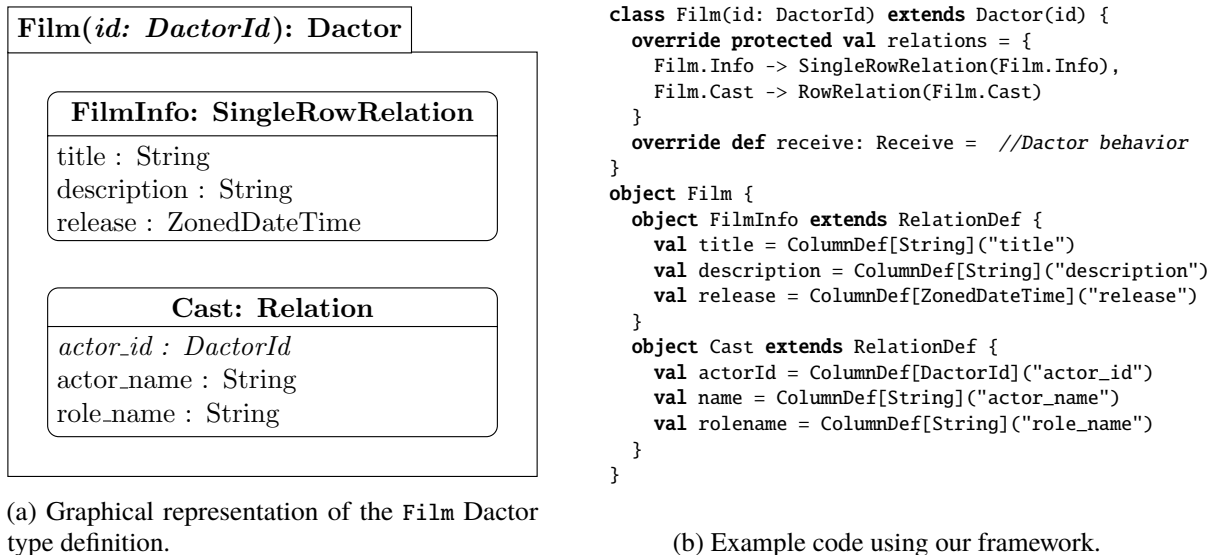 Film(id: DactorId): Dactor
FilmInfo: SingleRowRelation
title : String
description : String
release : ZonedDateTime
Cast: Relation
actor_id : DactorId
actor_name : String
role_name : String
(a) Graphical representation of the Film Dactor
type definition.
class Film(id: DactorId) extends Dactor(id) {
  override protected val relations = {
    Film.Info -> SingleRowRelation(Film.Info),
    Film.Cast -> RowRelation(Film.Cast)
  }
  override def receive: Receive =  //Dactor behavior
}
object Film {
  object FilmInfo extends RelationDef {
    val title = ColumnDef[String]("title")
    val description = ColumnDef[String]("description")
    val release = ColumnDef[ZonedDateTime]("release")
  }
  object Cast extends RelationDef {
    val actorId = ColumnDef[DactorId]("actor_id")
    val name = ColumnDef[String]("actor_name")
    val rolename = ColumnDef[String]("role_name")
  }
}
(b) Example code using our framework.